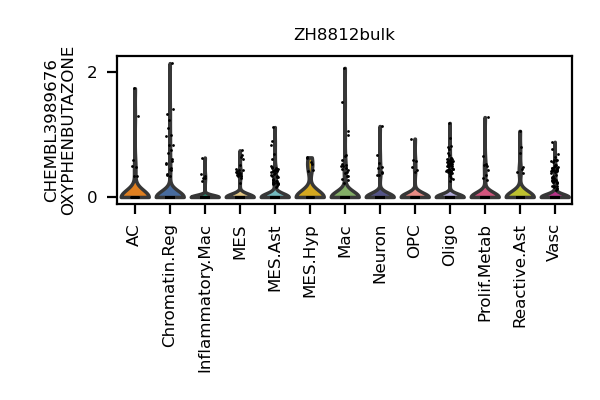 ZH8812bulk
CHEMBL3989676
OXYPHENBUTAZONE
2
0
AC
Chromatin.Reg
Inflammatory.Mac
MES
MES.Ast
MES.Hyp
Mac
Neuron
OPC
Oligo
Prolif.Metab
Reactive.Ast
Vasc